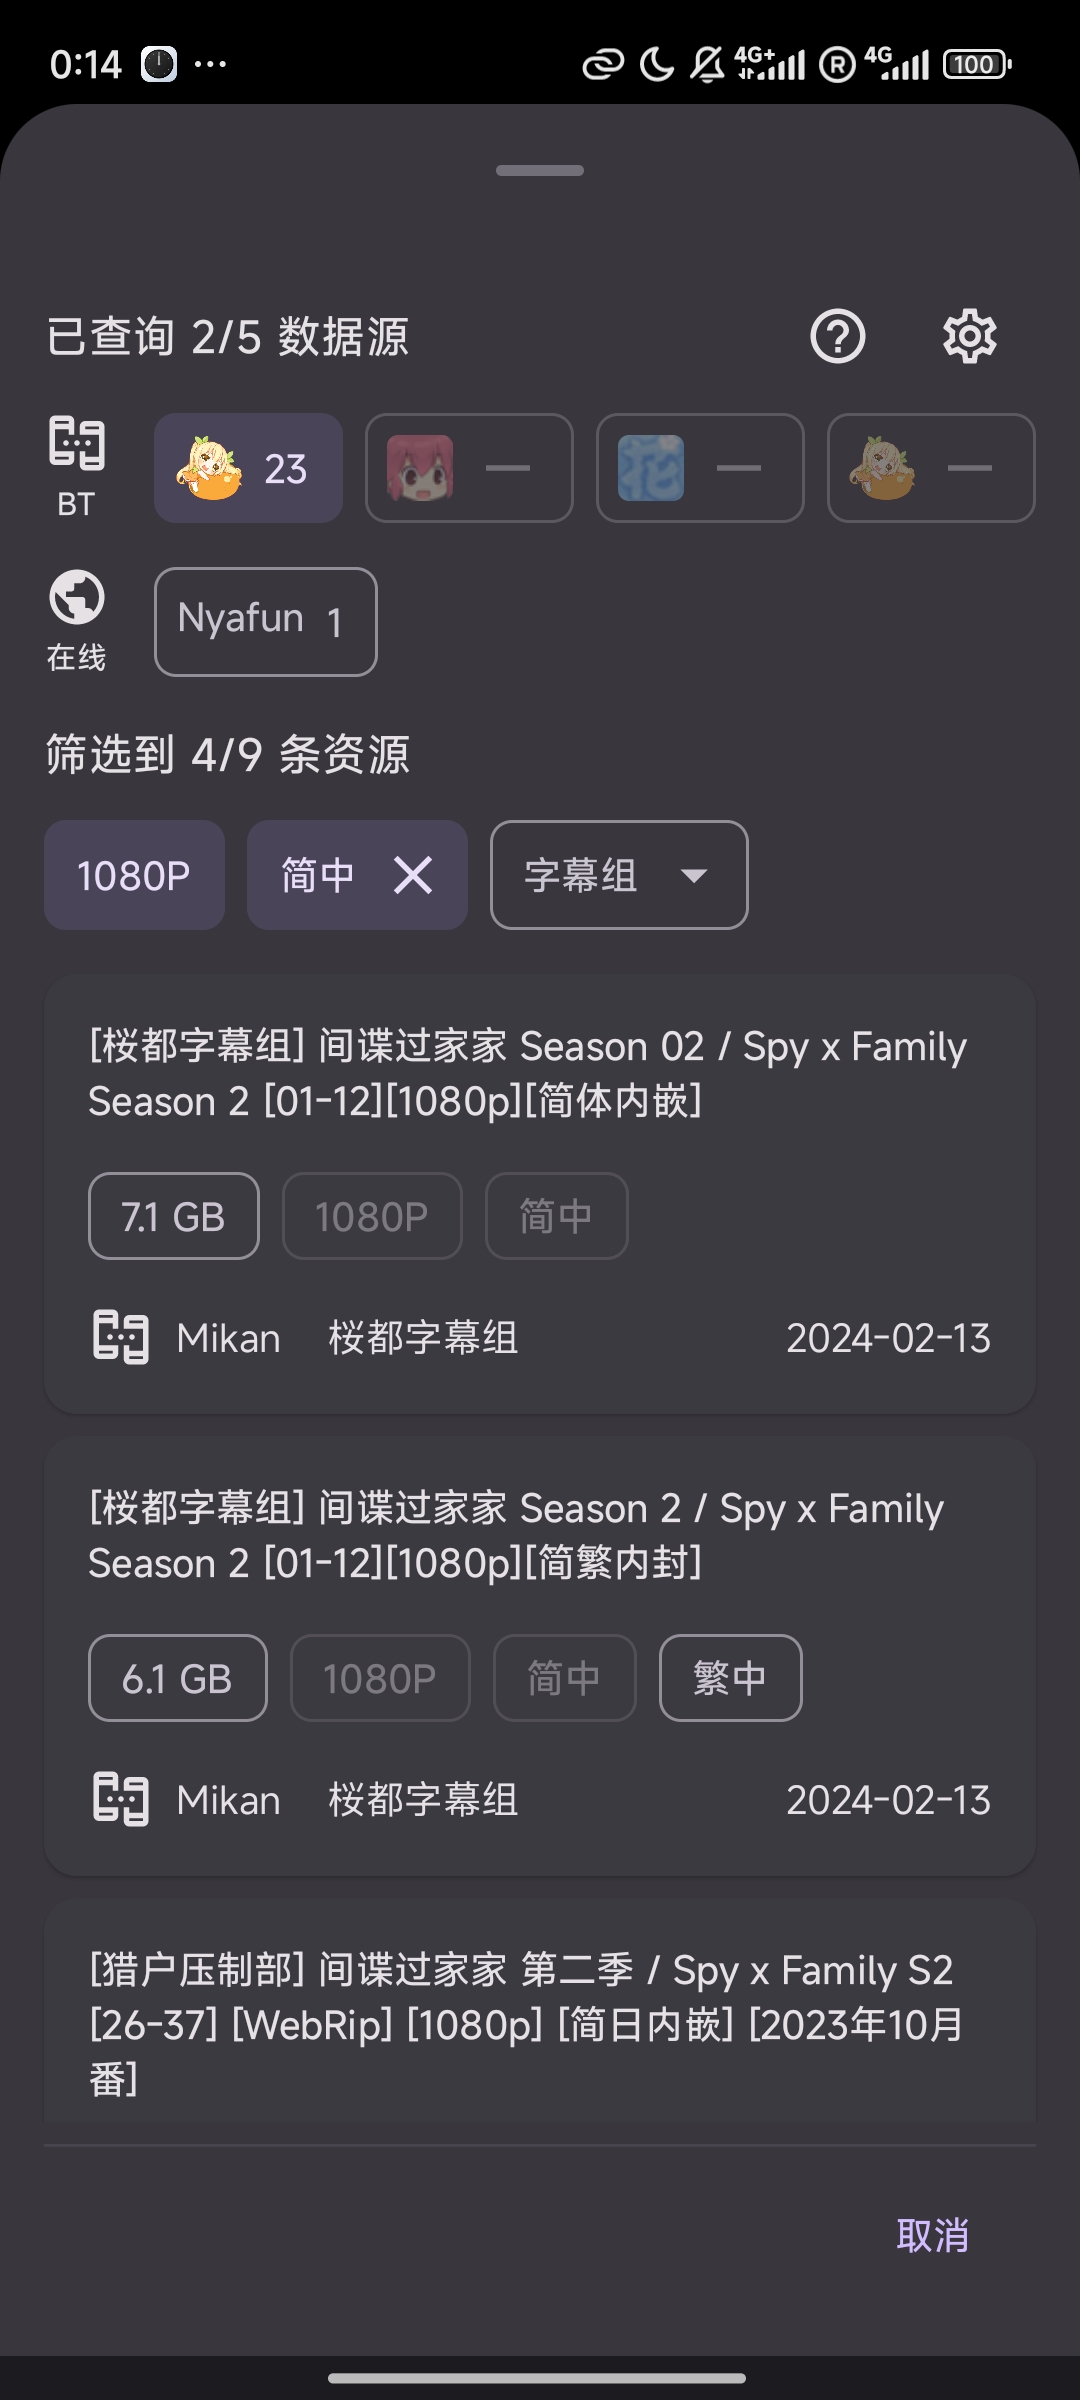 0:14
4G+
R
4G
100
已查询 2/5 数据源
BT
23
花
在线
Nyafun 1
筛选到 4/9 条资源
1080P
简中
字幕组
[桜都字幕组] 间谍过家家 Season 02 / Spy x Family
Season 2 [01-12][1080p][简体内嵌]
7.1 GB
1080P
简中
Mikan 桜都字幕组 2024-02-13
[桜都字幕组] 间谍过家家 Season 2 / Spy x Family
Season 2 [01-12][1080p][简繁内封]
6.1 GB
1080P
简中
繁中
Mikan 桜都字幕组 2024-02-13
[猎户压制部] 间谍过家家 第二季 / Spy x Family S2
[26-37] [WebRip] [1080p] [简日内嵌] [2023年10月
番]
取消